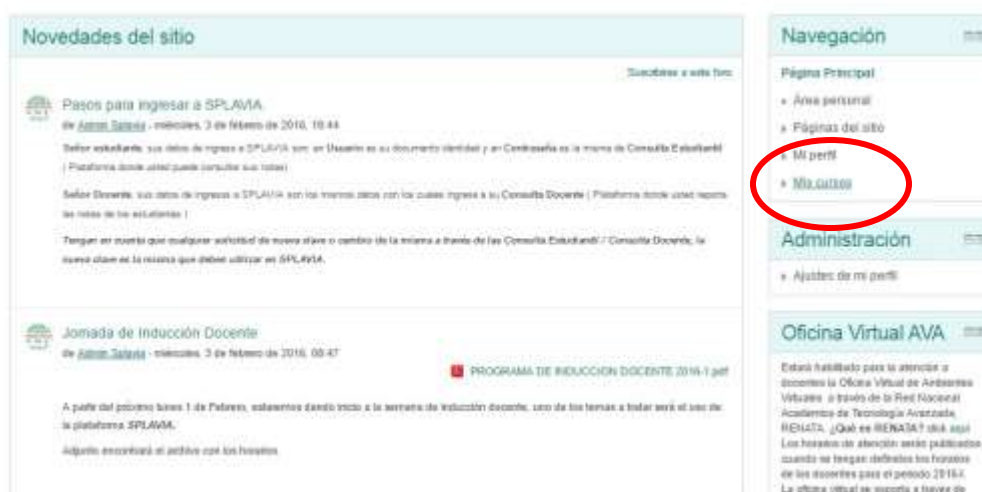 Novedades del sitio
Suscribirse a este foro
Pasos para ingresar a SPLAVIA
de Admin Splavia - miércoles, 3 de febrero de 2016, 18:44
Señor estudiante, sus datos de ingreso a SPLAVIA son: en Usuario es su documento identidad y en Contraseña es la misma de Consulta Estudiantil
( Plataforma donde usted puede consultar sus notas)
Señor Docente, sus datos de ingresos a SPLAVIA son los mismos datos con los cuales ingresa a su Consulta Docente ( Plataforma donde usted reporta
las notas de los estudiantes )
Tengan en cuenta que cualquier solicitud de nueva clave o cambio de la misma a través de las Consulta Estudiantil / Consulta Docente, la
nueva clave es la misma que deben utilizar en SPLAVIA.
Jornada de Inducción Docente
de Admin Splavia - miércoles, 3 de febrero de 2016, 08:47
PROGRAMA DE INDUCCION DOCENTE 2016-1.pdf
A partir del próximo lunes 1 de Febrero, estaremos dando inicio a la semana de inducción docente, uno de los temas a tratar será el uso de
la plataforma SPLAVIA.
Adjunto encontrará el archivo con los horarios.
Navegación
Página Principal
Área personal
Páginas del sitio
Mi perfil
Mis cursos
Administración
Ajustes de mi perfil
Oficina Virtual AVA
Estará habilitado para la atención a
docentes la Oficina Virtual de Ambientes
Virtuales a través de la Red Nacional
Académica de Tecnología Avanzada,
RENATA. ¿Qué es RENATA? click aquí
Los horarios de atención serán publicados
cuando se tengan definidos los horarios
de los docentes para el periodo 2016-I.
La oficina virtual se soporta a través de